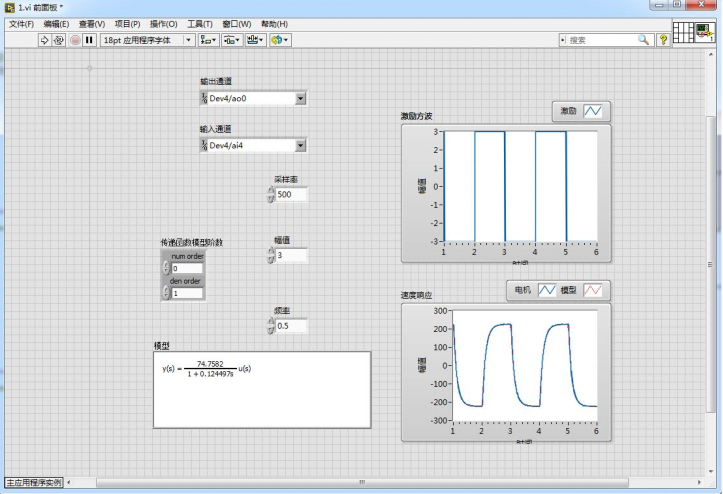 1.vi 前面板 *
文件(F) 编辑(E) 查看(V) 项目(P) 操作(O) 工具(T) 窗口(W) 帮助(H)
18pt 应用程序字体
搜索
输出通道
Dev4/ao0
输入通道
Dev4/ai4
采样率
500
传递函数模型阶数
num order
0
den order
1
幅值
3
频率
0.5
模型
y(s) = 74.7582 / 1 + 0.124497s u(s)
激励方波
激励
幅值
3
2
1
0
-1
-2
-3
1 2 3 4 5 6
时间
速度响应
电机 模型
幅值
300
200
100
0
-100
-200
-300
1 2 3 4 5 6
时间
主应用程序实例